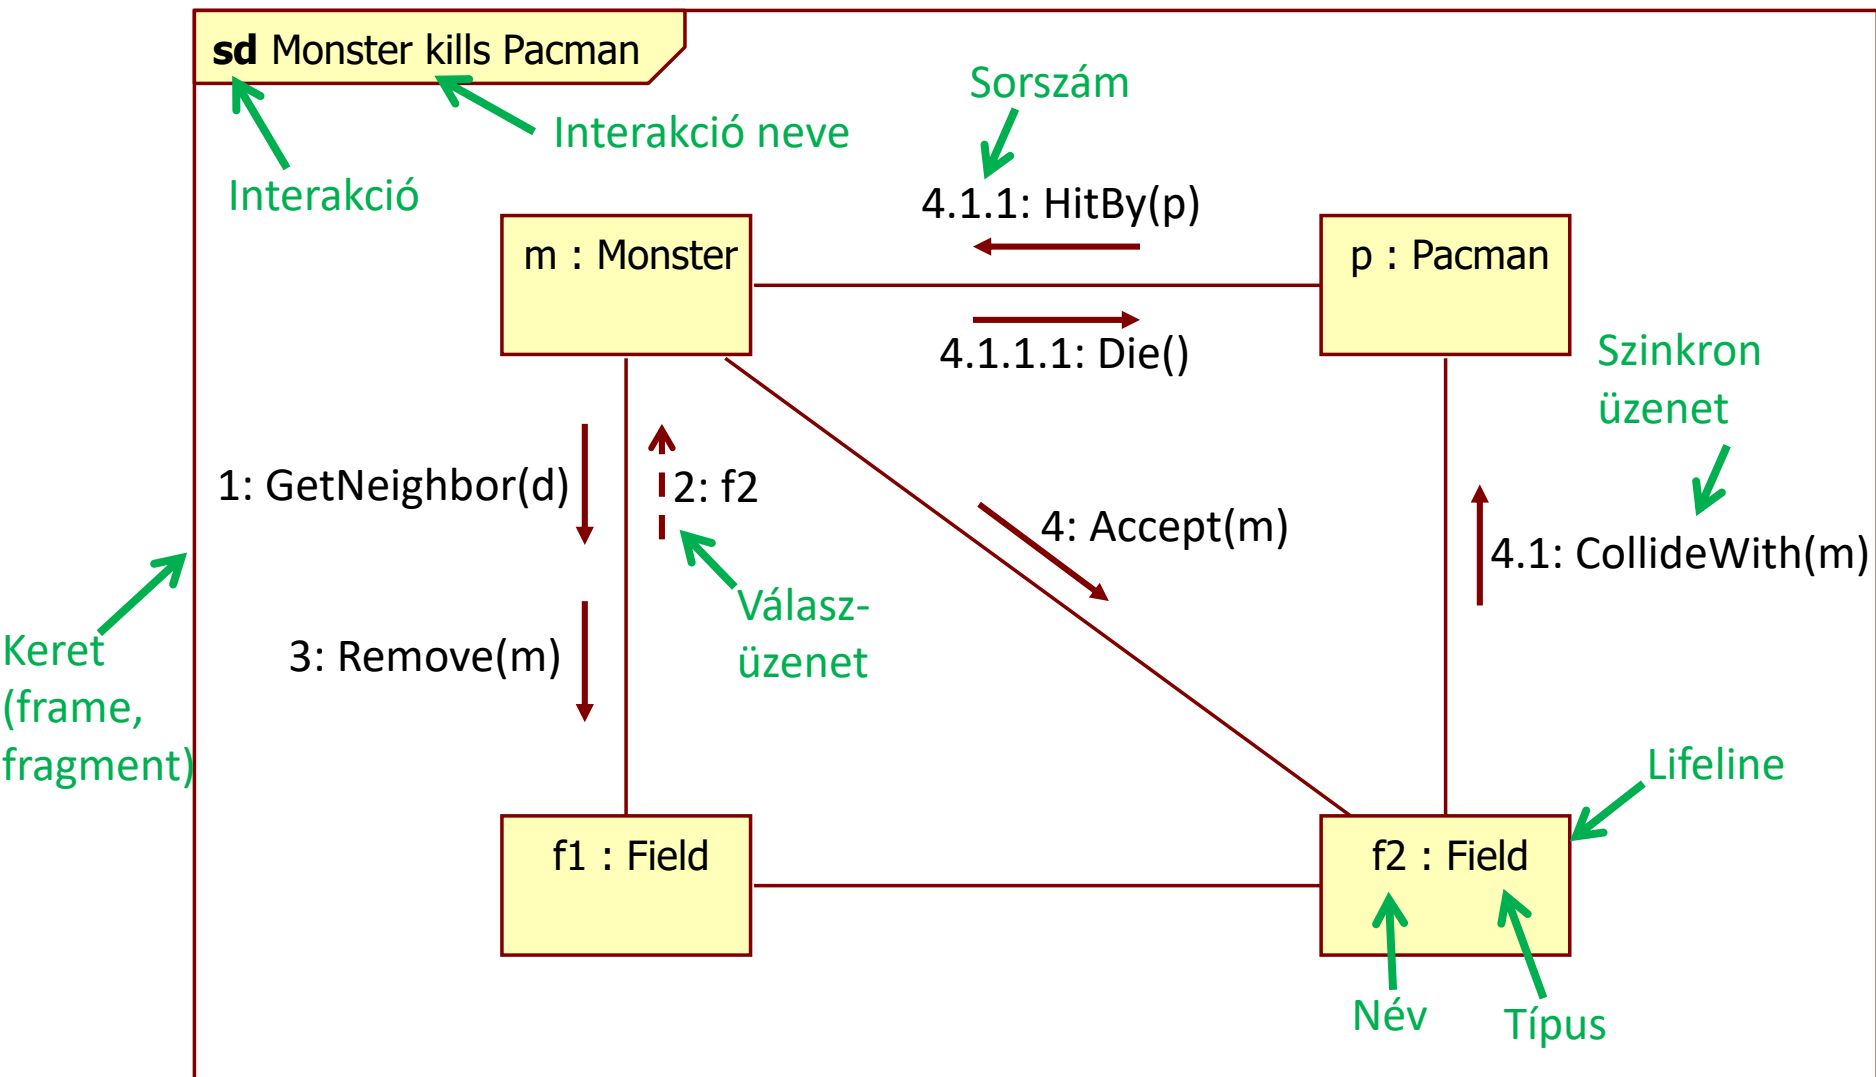 sd Monster kills Pacman
Sorszám
Interakció neve
Interakció
4.1.1: HitBy(p)
m : Monster
p : Pacman
4.1.1.1: Die()
Szinkron
üzenet
1: GetNeighbor(d)
2: f2
4: Accept(m)
4.1: CollideWith(m)
Válasz-
üzenet
Keret
(frame,
fragment)
3: Remove(m)
Lifeline
f1 : Field
f2 : Field
Név
Típus